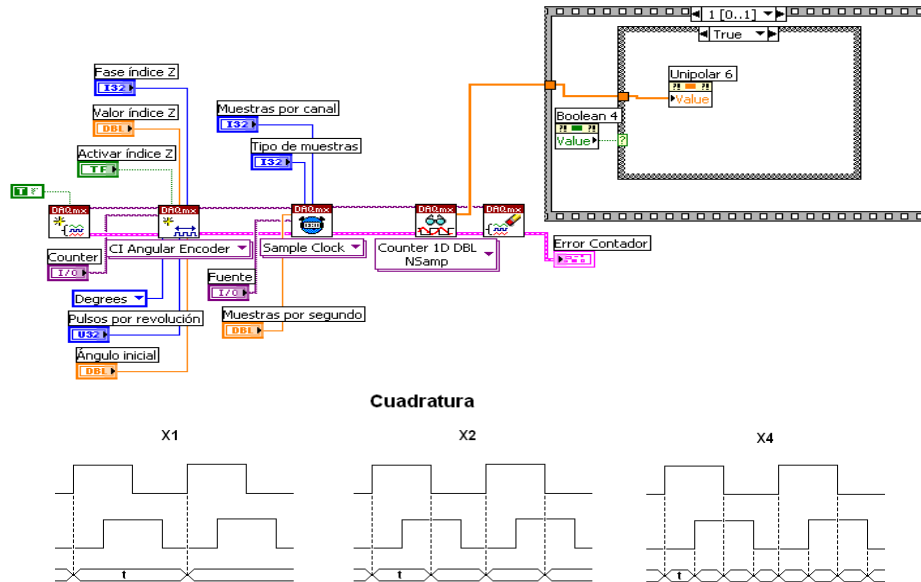 1 [0..1]
True
Fase índice Z
I32
Unipolar 6
Value
Valor índice Z
DBL
Muestras por canal
I32
Boolean 4
Value
?
Activar índice Z
TF
Tipo de muestras
I32
T F
DAQmx
DAQmx
DAQmx
DAQmx
CI Angular Encoder
Sample Clock
Counter 1D DBL
NSamp
Error Contador
Counter
I/O
Fuente
I/O
Degrees
Pulsos por revolución
U32
Muestras por segundo
DBL
Ángulo inicial
DBL
Cuadratura
X1
X2
X4
t
t
t